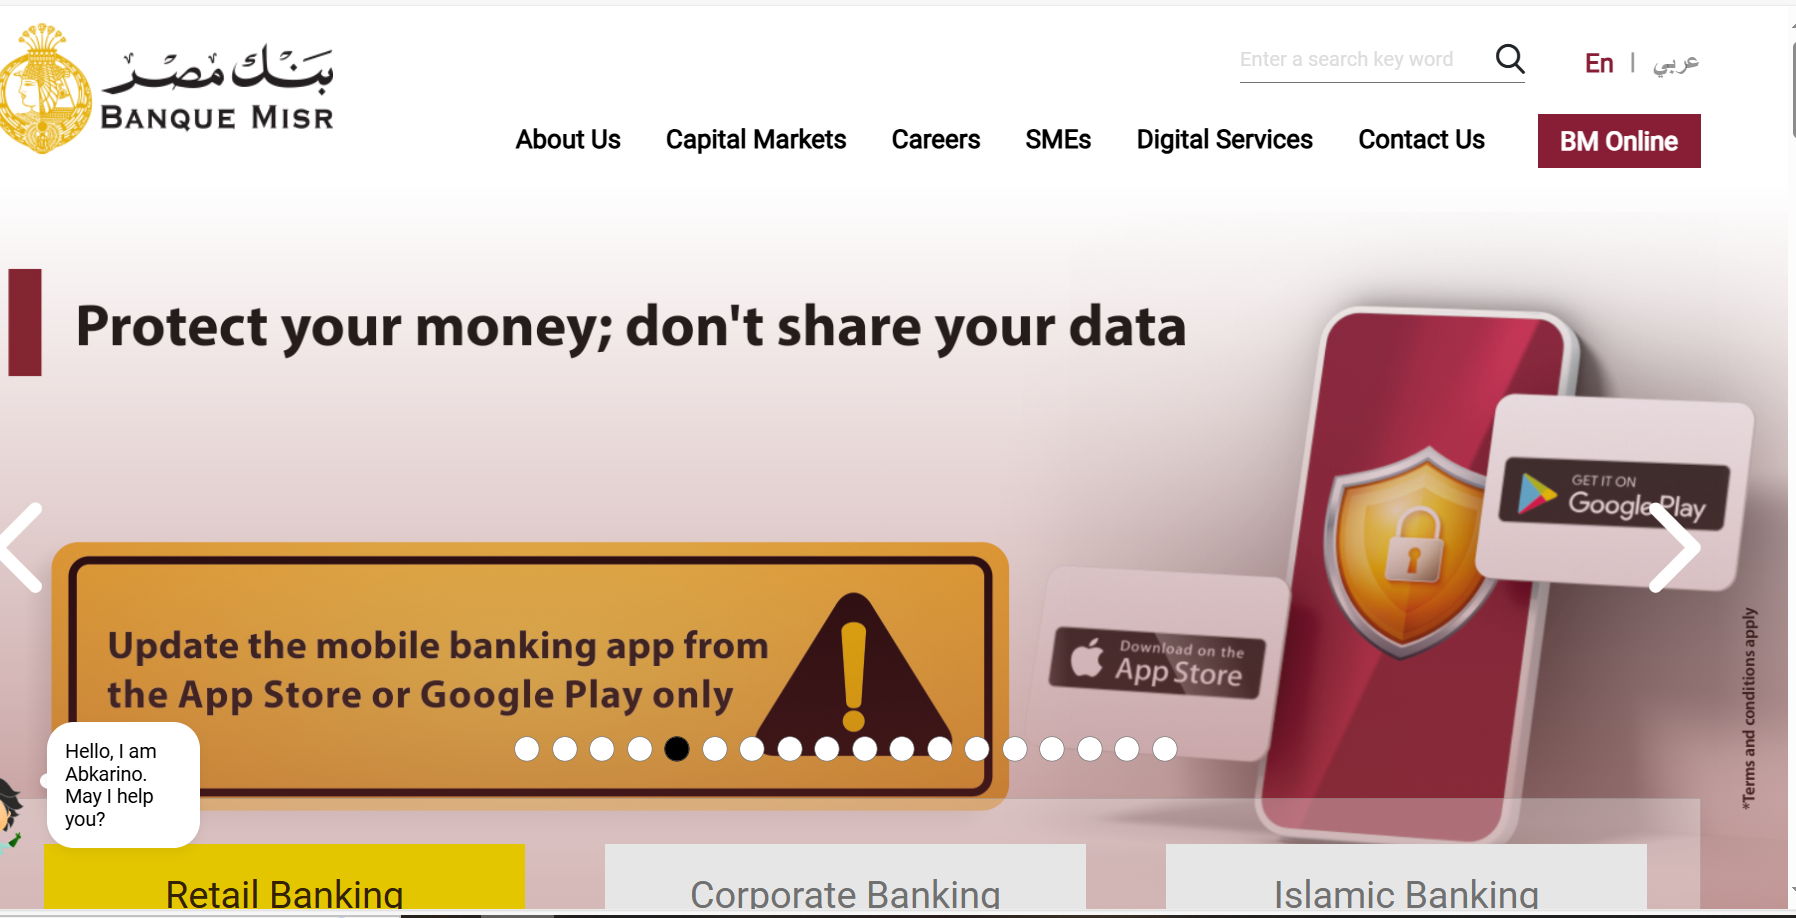 بنك مصر
BANQUE MISR
Enter a search key word
En | عربي
About Us
Capital Markets
Careers
SMEs
Digital Services
Contact Us
BM Online
Protect your money; don't share your data
GET IT ON
Google Play
Update the mobile banking app from
the App Store or Google Play only
Download on the
App Store
*Terms and conditions apply
Hello, I am
Abkarino.
May I help
you?
Retail Banking
Corporate Banking
Islamic Banking